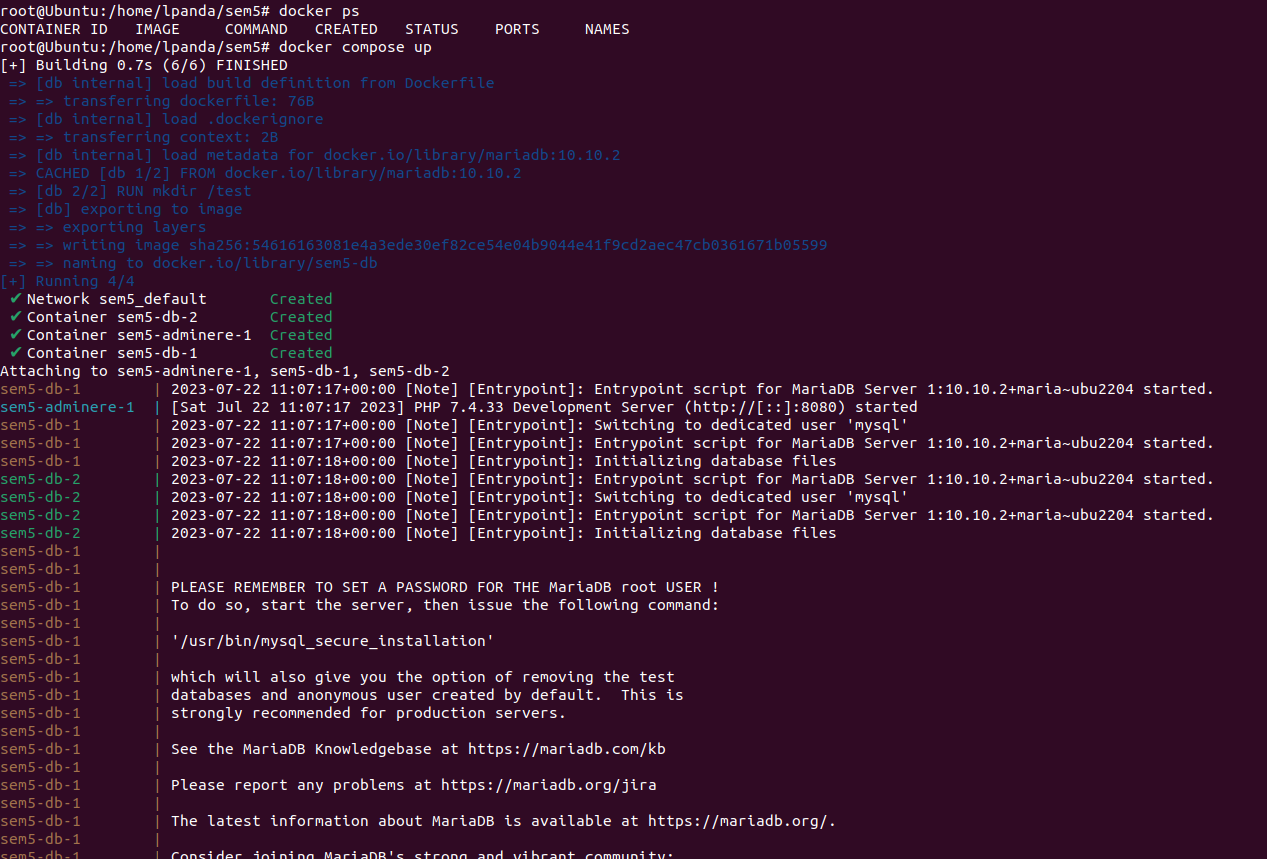 root@Ubuntu:/home/lpanda/sem5# docker ps
CONTAINER ID   IMAGE     COMMAND   CREATED   STATUS    PORTS     NAMES
root@Ubuntu:/home/lpanda/sem5# docker compose up
[+] Building 0.7s (6/6) FINISHED
 => [db internal] load build definition from Dockerfile
 => => transferring dockerfile: 76B
 => [db internal] load .dockerignore
 => => transferring context: 2B
 => [db internal] load metadata for docker.io/library/mariadb:10.10.2
 => CACHED [db 1/2] FROM docker.io/library/mariadb:10.10.2
 => [db 2/2] RUN mkdir /test
 => [db] exporting to image
 => => exporting layers
 => => writing image sha256:54616163081e4a3ede30ef82ce54e04b9044e41f9cd2aec47cb0361671b05599
 => => naming to docker.io/library/sem5-db
[+] Running 4/4
 ✔ Network sem5_default       Created
 ✔ Container sem5-db-2        Created
 ✔ Container sem5-adminere-1  Created
 ✔ Container sem5-db-1        Created
Attaching to sem5-adminere-1, sem5-db-1, sem5-db-2
sem5-db-1        | 2023-07-22 11:07:17+00:00 [Note] [Entrypoint]: Entrypoint script for MariaDB Server 1:10.10.2+maria~ubu2204 started.
sem5-adminere-1  | [Sat Jul 22 11:07:17 2023] PHP 7.4.33 Development Server (http://[::]:8080) started
sem5-db-1        | 2023-07-22 11:07:17+00:00 [Note] [Entrypoint]: Switching to dedicated user 'mysql'
sem5-db-1        | 2023-07-22 11:07:17+00:00 [Note] [Entrypoint]: Entrypoint script for MariaDB Server 1:10.10.2+maria~ubu2204 started.
sem5-db-1        | 2023-07-22 11:07:18+00:00 [Note] [Entrypoint]: Initializing database files
sem5-db-2        | 2023-07-22 11:07:18+00:00 [Note] [Entrypoint]: Entrypoint script for MariaDB Server 1:10.10.2+maria~ubu2204 started.
sem5-db-2        | 2023-07-22 11:07:18+00:00 [Note] [Entrypoint]: Switching to dedicated user 'mysql'
sem5-db-2        | 2023-07-22 11:07:18+00:00 [Note] [Entrypoint]: Entrypoint script for MariaDB Server 1:10.10.2+maria~ubu2204 started.
sem5-db-2        | 2023-07-22 11:07:18+00:00 [Note] [Entrypoint]: Initializing database files
sem5-db-1        |
sem5-db-1        |
sem5-db-1        | PLEASE REMEMBER TO SET A PASSWORD FOR THE MariaDB root USER !
sem5-db-1        | To do so, start the server, then issue the following command:
sem5-db-1        |
sem5-db-1        | '/usr/bin/mysql_secure_installation'
sem5-db-1        |
sem5-db-1        | which will also give you the option of removing the test
sem5-db-1        | databases and anonymous user created by default.  This is
sem5-db-1        | strongly recommended for production servers.
sem5-db-1        |
sem5-db-1        | See the MariaDB Knowledgebase at https://mariadb.com/kb
sem5-db-1        |
sem5-db-1        | Please report any problems at https://mariadb.org/jira
sem5-db-1        |
sem5-db-1        | The latest information about MariaDB is available at https://mariadb.org/.
sem5-db-1        |
sem5-db-1        | Consider joining MariaDB's strong and vibrant community: